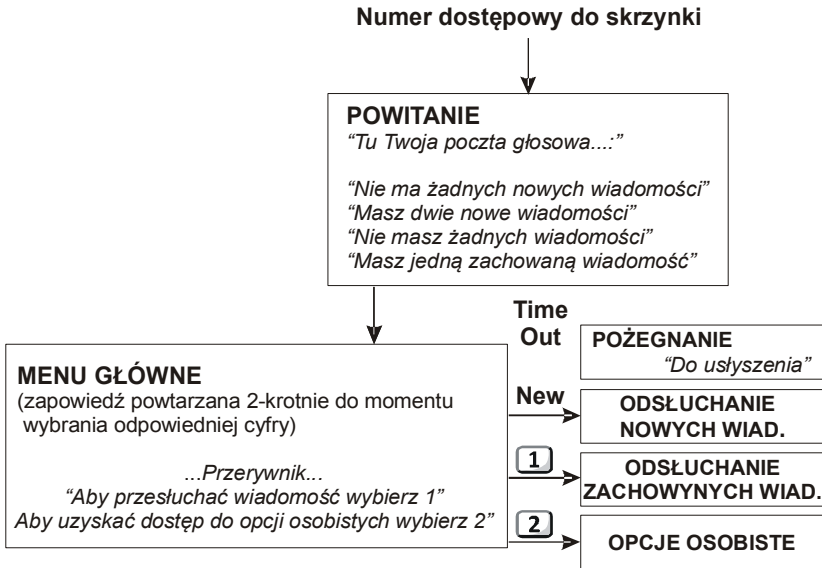 Numer dostępowy do skrzynki
POWITANIE
“Tu Twoja poczta głosowa...:”
“Nie ma żadnych nowych wiadomości”
“Masz dwie nowe wiadomości”
“Nie masz żadnych wiadomości”
“Masz jedną zachowaną wiadomość”
MENU GŁÓWNE
(zapowiedź powtarzana 2-krotnie do momentu
wybrania odpowiedniej cyfry)
...Przerywnik...
“Aby przesłuchać wiadomość wybierz 1”
Aby uzyskać dostęp do opcji osobistych wybierz 2”
Time
Out
POŻEGNANIE
“Do usłyszenia”
New
ODSŁUCHANIE
NOWYCH WIAD.
1
ODSŁUCHANIE
ZACHOWYNYCH WIAD.
2
OPCJE OSOBISTE